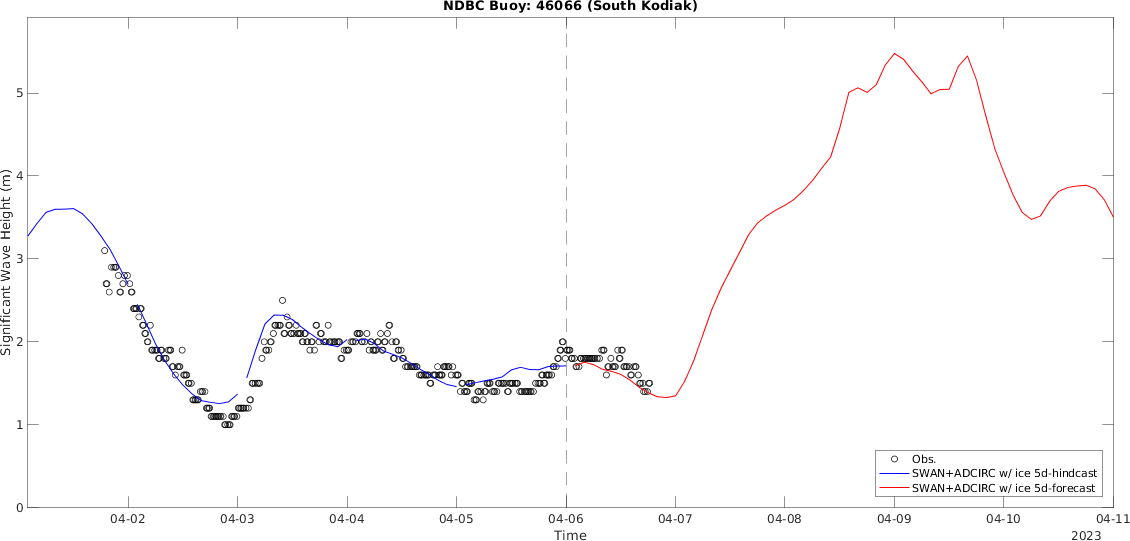 NDBC Buoy: 46066 (South Kodiak)
Significant Wave Height (m)
5
4
3
2
1
0
Obs.
SWAN+ADCIRC w/ ice 5d-hindcast
SWAN+ADCIRC w/ ice 5d-forecast
04-02 04-03 04-04 04-05 04-06 04-07 04-08 04-09 04-10 04-11
Time
2023